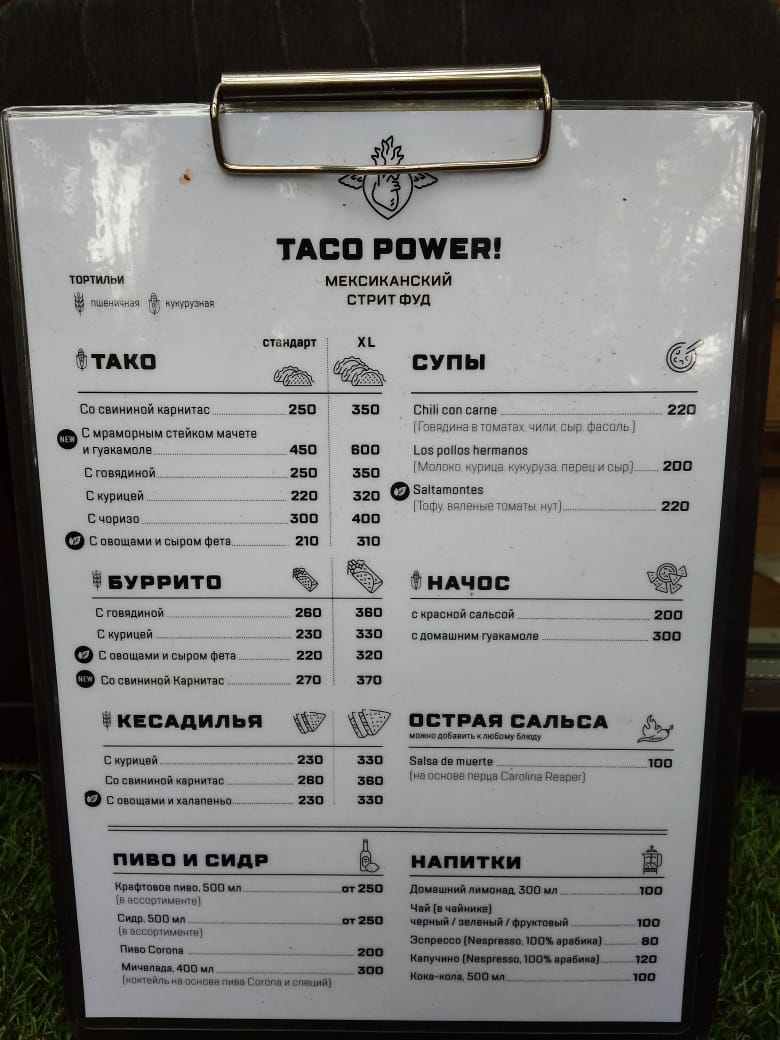 TACO POWER!
МЕКСИКАНСКИЙ
СТРИТ ФУД
ТОРТИЛЬИ
пшеничная кукурузная
ТАКО стандарт XL
Со свининой карнитас 250 350
NEW С мраморным стейком мачете
и гуакамоле 450 600
С говядиной 250 350
С курицей 220 320
С чоризо 300 400
С овощами и сыром фета 210 310
БУРРИТО
С говядиной 260 360
С курицей 230 330
С овощами и сыром фета 220 320
NEW Со свининой Карнитас 270 370
КЕСАДИЛЬЯ
С курицей 230 330
Со свининой карнитас 260 360
С овощами и халапеньо 230 330
СУПЫ
Chili con carne 220
(Говядина в томатах, чили, сыр, фасоль.)
Los pollos hermanos
(Молоко, курица, кукуруза, перец и сыр) 200
Saltamontes
(Тофу, вяленые томаты, нут) 220
НАЧОС
с красной сальсой 200
с домашним гуакамоле 300
ОСТРАЯ САЛЬСА
можно добавить к любому блюду
Salsa de muerte 100
(на основе перца Carolina Reaper)
ПИВО И СИДР
Крафтовое пиво, 500 мл от 250
(в ассортименте)
Сидр, 500 мл от 250
(в ассортименте)
Пиво Corona 200
Мичелада, 400 мл 300
(коктейль на основе пива Corona и специй)
НАПИТКИ
Домашний лимонад, 300 мл 100
Чай (в чайнике)
черный / зеленый / фруктовый 100
Эспрессо (Nespresso, 100% арабика) 80
Капучино (Nespresso, 100% арабика) 120
Кока-кола, 500 мл 100